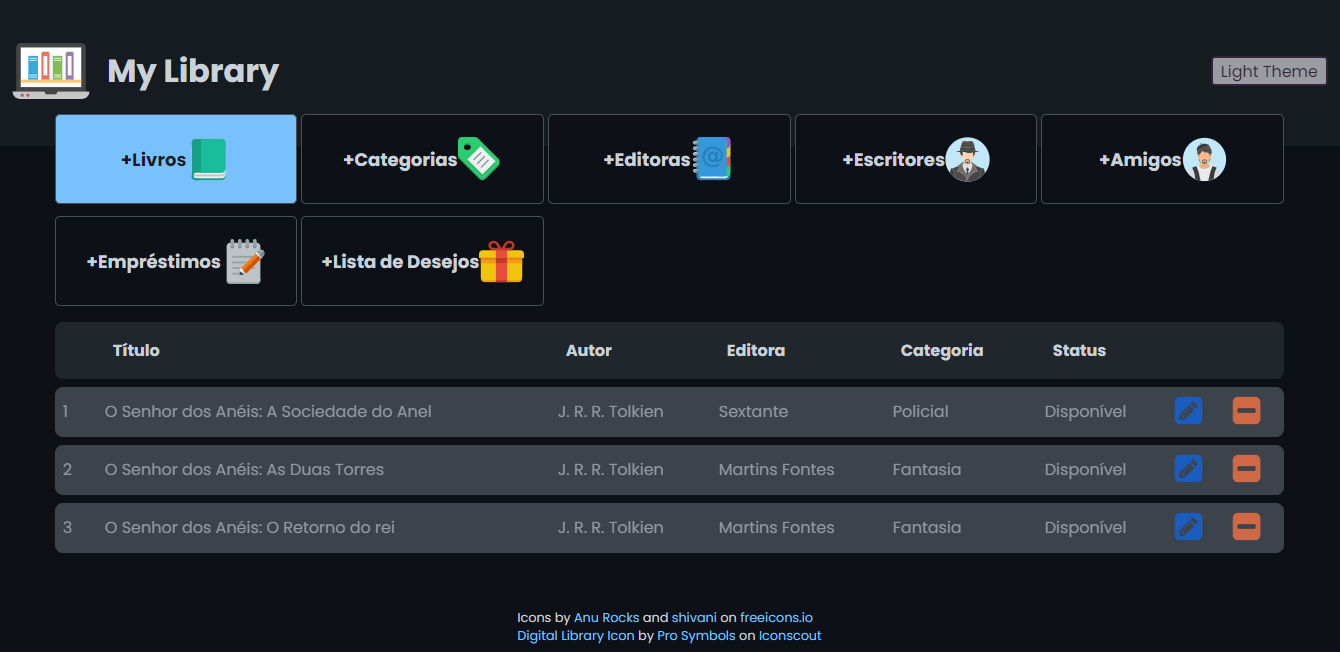 My Library
Light Theme
+Livros
+Categorias
+Editoras
@
+Escritores
+Amigos
+Empréstimos
+Lista de Desejos
Título Autor Editora Categoria Status
1 O Senhor dos Anéis: A Sociedade do Anel J. R. R. Tolkien Sextante Policial Disponível
2 O Senhor dos Anéis: As Duas Torres J. R. R. Tolkien Martins Fontes Fantasia Disponível
3 O Senhor dos Anéis: O Retorno do rei J. R. R. Tolkien Martins Fontes Fantasia Disponível
Icons by Anu Rocks and shivani on freeicons.io
Digital Library Icon by Pro Symbols on Iconscout